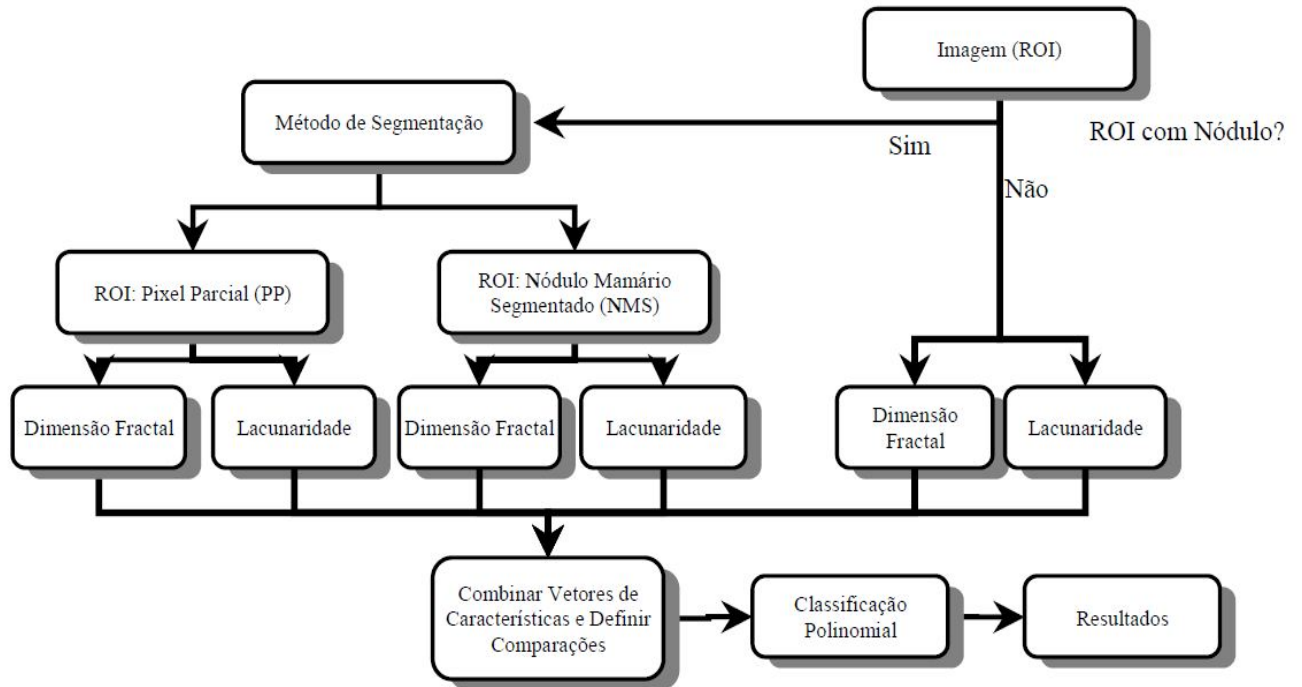 Imagem (ROI)
Método de Segmentação
Sim
ROI com Nódulo?
Não
ROI: Pixel Parcial (PP)
ROI: Nódulo Mamário
Segmentado (NMS)
Dimensão Fractal
Lacunaridade
Dimensão Fractal
Lacunaridade
Dimensão
Fractal
Lacunaridade
Combinar Vetores de
Características e Definir
Comparações
Classificação
Polinomial
Resultados